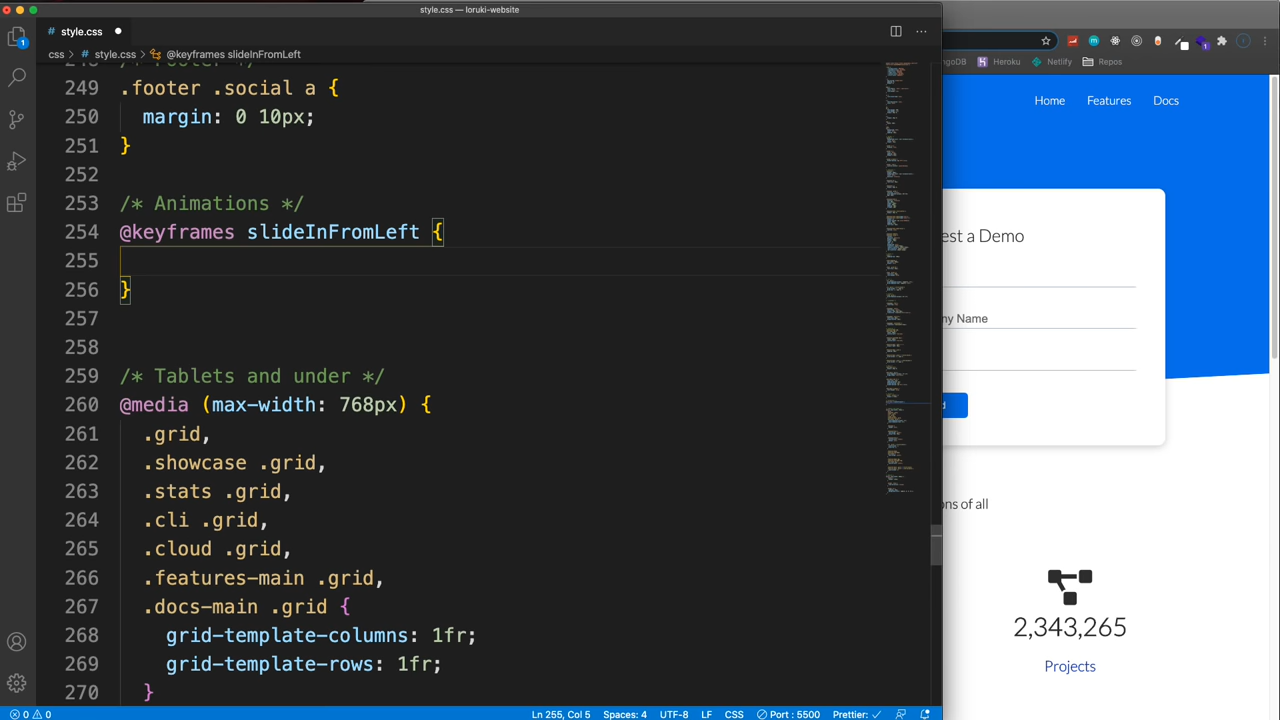 style.css — loruki-website
style.css
css > style.css > @keyframes slideInFromLeft
249 .footer .social a {
250 margin: 0 10px;
251 }
252
253 /* Animations */
254 @keyframes slideInFromLeft {
255
256 }
257
258
259 /* Tablets and under */
260 @media (max-width: 768px) {
261 .grid,
262 .showcase .grid,
263 .stats .grid,
264 .cli .grid,
265 .cloud .grid,
266 .features-main .grid,
267 .docs-main .grid {
268 grid-template-columns: 1fr;
269 grid-template-rows: 1fr;
270 }
1
0 0 Ln 255, Col 5 Spaces: 4 UTF-8 LF CSS Port : 5500 Prettier: ✓
ngoDB Heroku Netlify Repos
Home Features Docs
est a Demo
ny Name
d
ons of all
2,343,265
Projects